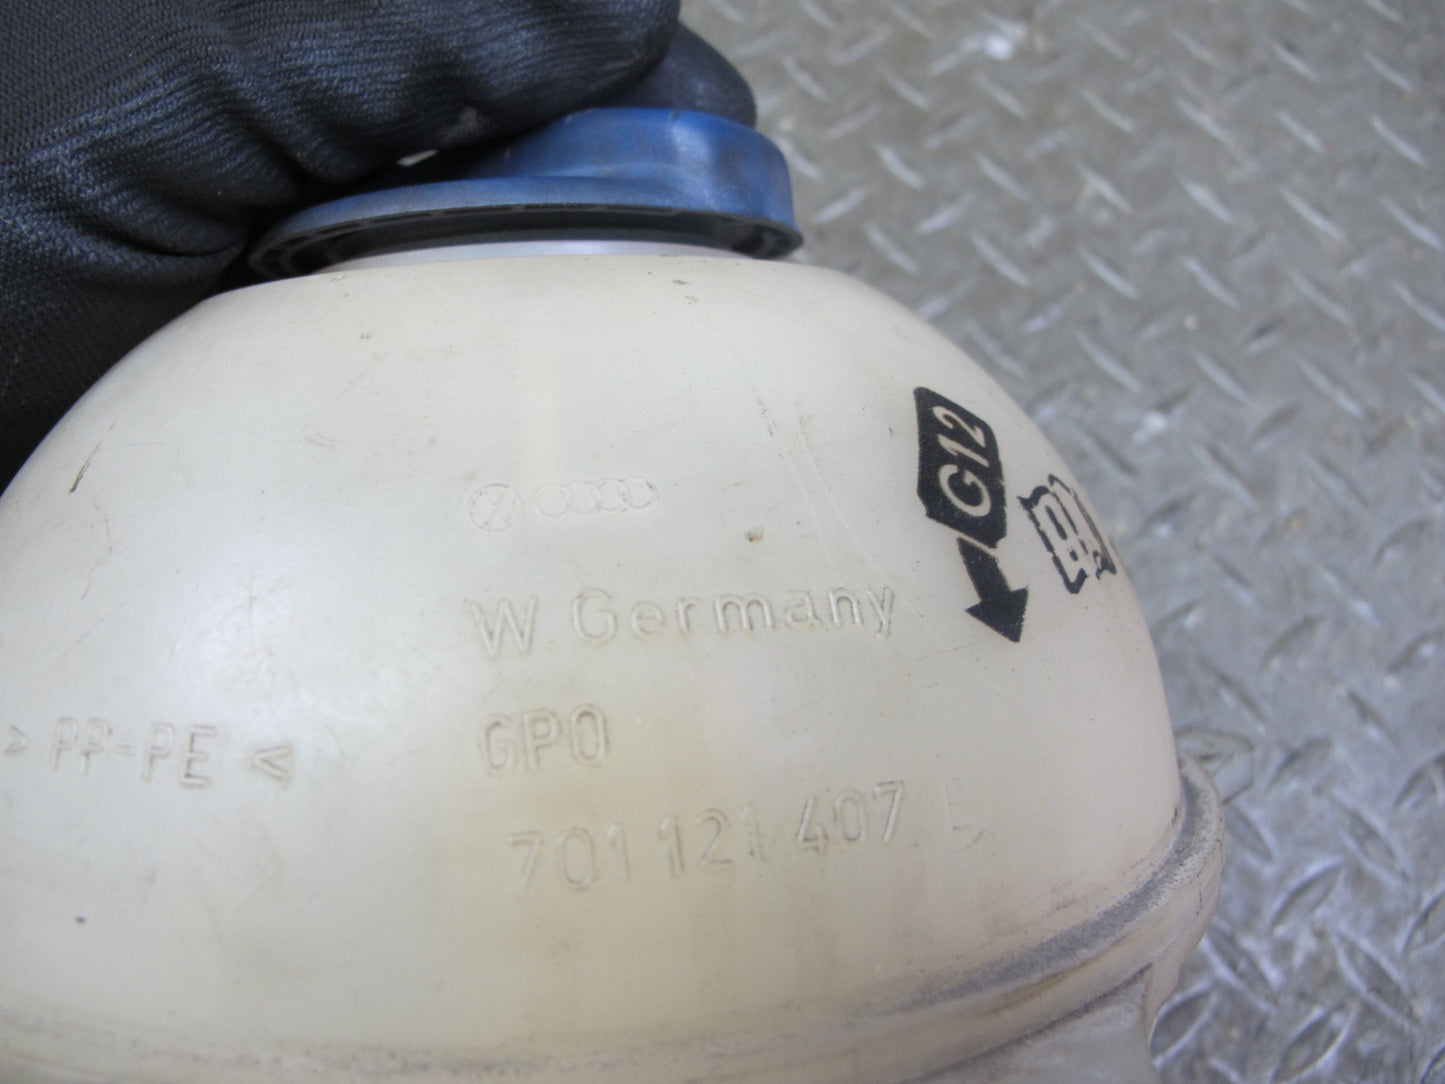 G12
W. Germany
> PP-PE <
GPO
701 121 407